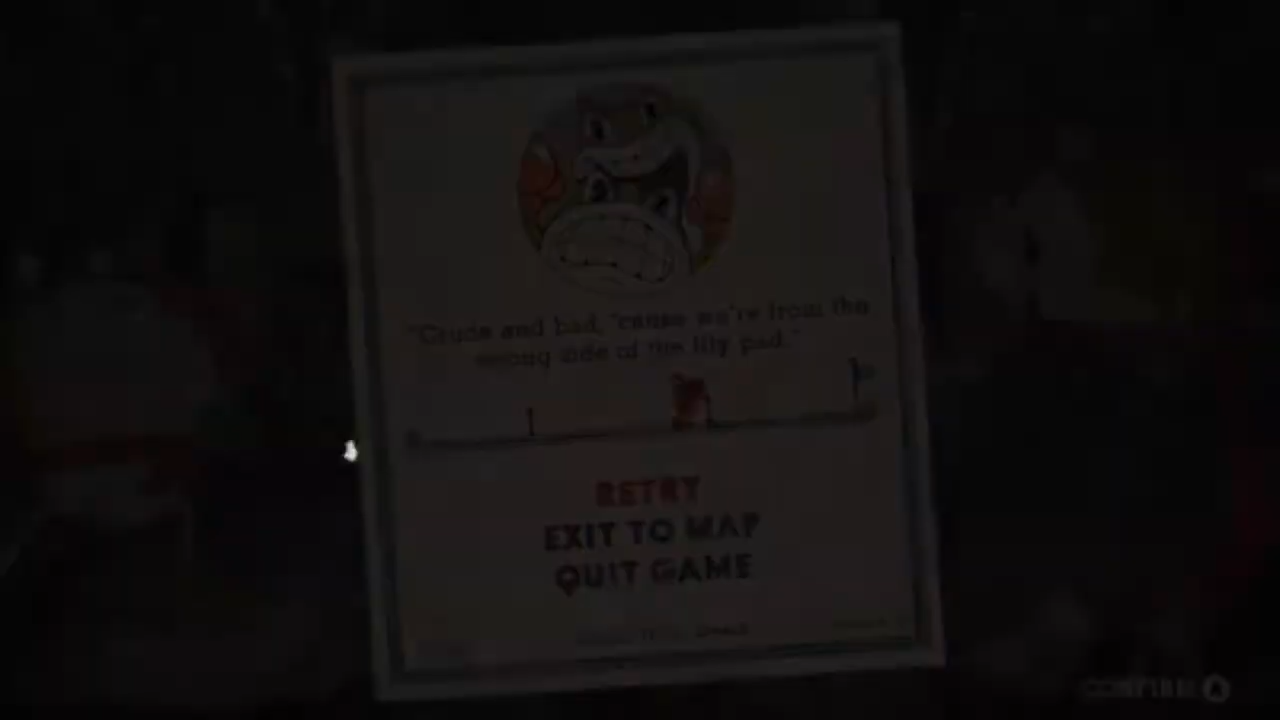 "Crude and bad, 'cause we're from the
wrong side of the lily pad."
RETRY
EXIT TO MAP
QUIT GAME
CONFIRM A